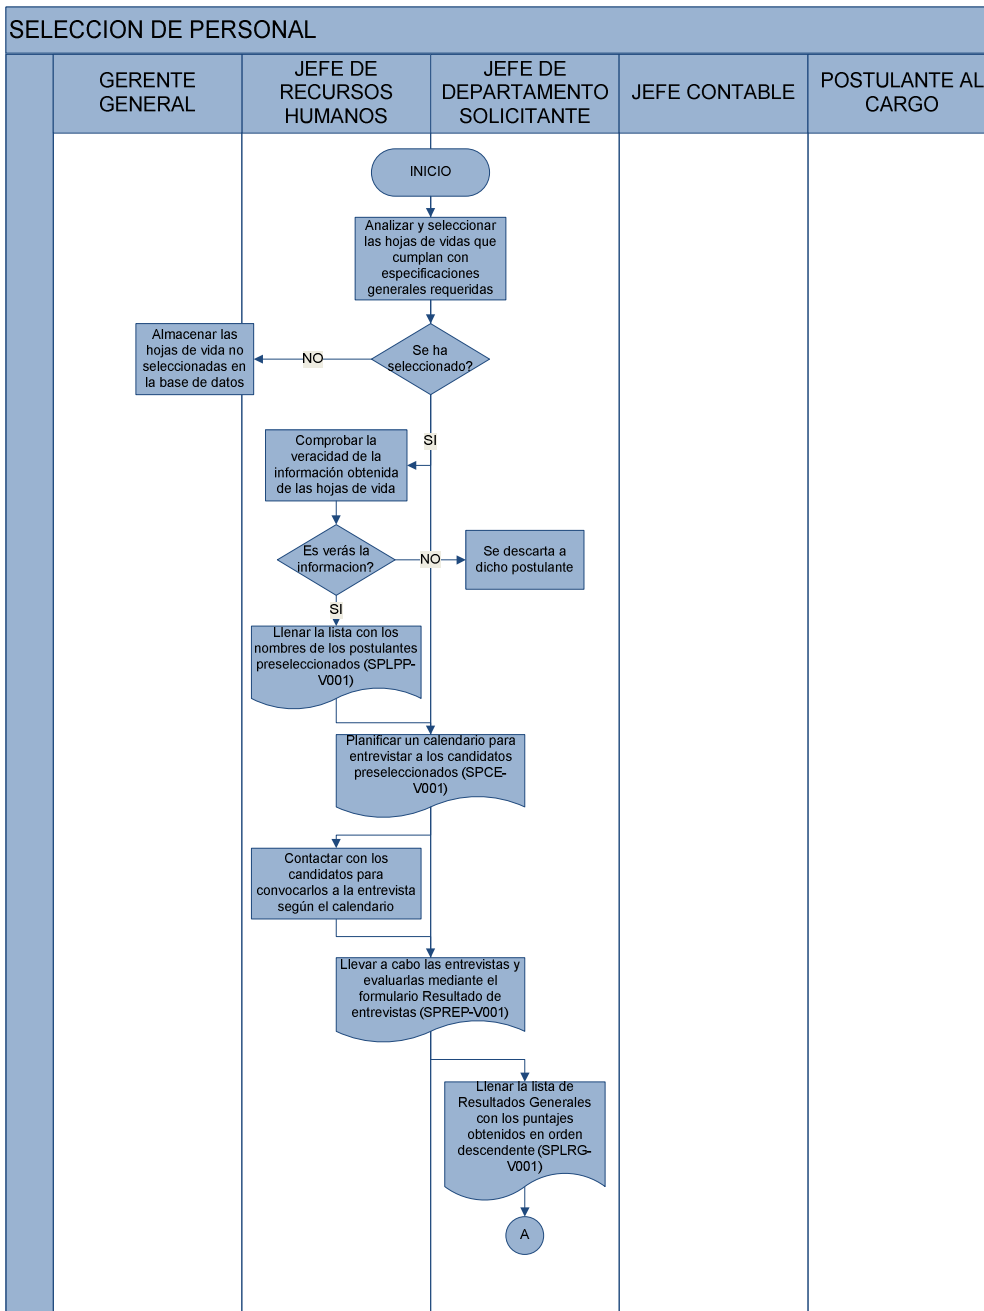 SELECCION DE PERSONAL
GERENTE
GENERAL
JEFE DE
RECURSOS
HUMANOS
JEFE DE
DEPARTAMENTO
SOLICITANTE
JEFE CONTABLE
POSTULANTE AL
CARGO
INICIO
Analizar y seleccionar
las hojas de vidas que
cumplan con
especificaciones
generales requeridas
Se ha
seleccionado?
NO
Almacenar las
hojas de vida no
seleccionadas en
la base de datos
SI
Comprobar la
veracidad de la
información obtenida
de las hojas de vida
Es verás la
informacion?
NO
Se descarta a
dicho postulante
SI
Llenar la lista con los
nombres de los postulantes
preseleccionados (SPLPP-
V001)
Planificar un calendario para
entrevistar a los candidatos
preseleccionados (SPCE-
V001)
Contactar con los
candidatos para
convocarlos a la entrevista
según el calendario
Llevar a cabo las entrevistas y
evaluarlas mediante el
formulario Resultado de
entrevistas (SPREP-V001)
Llenar la lista de
Resultados Generales
con los puntajes
obtenidos en orden
descendente (SPLRG-
V001)
A